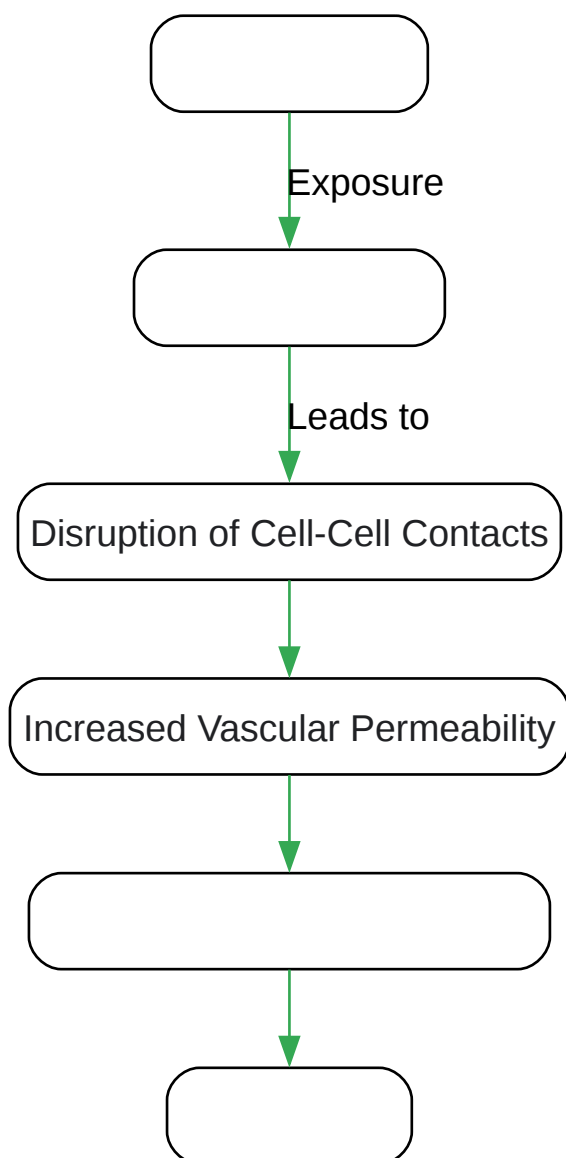 Exposure
Leads to
Disruption of Cell-Cell Contacts
Increased Vascular Permeability